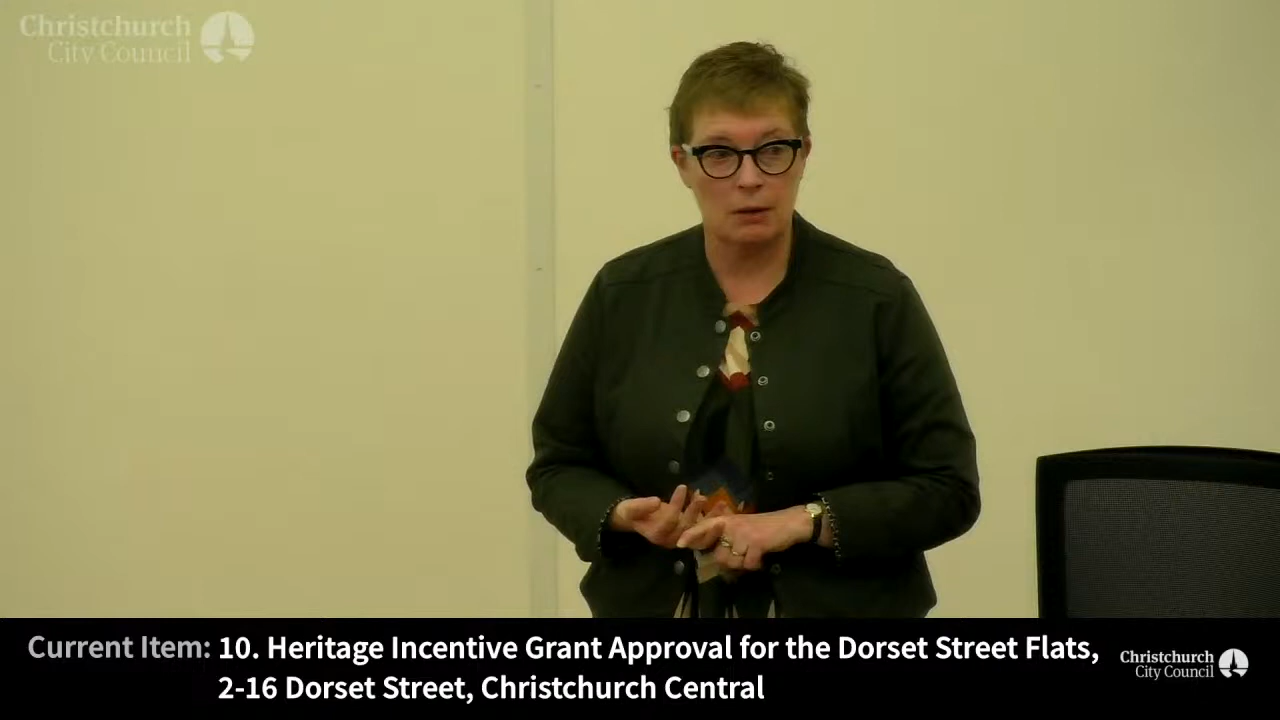 Christchurch
City Council
Current Item: 10. Heritage Incentive Grant Approval for the Dorset Street Flats,
2-16 Dorset Street, Christchurch Central
Christchurch
City Council